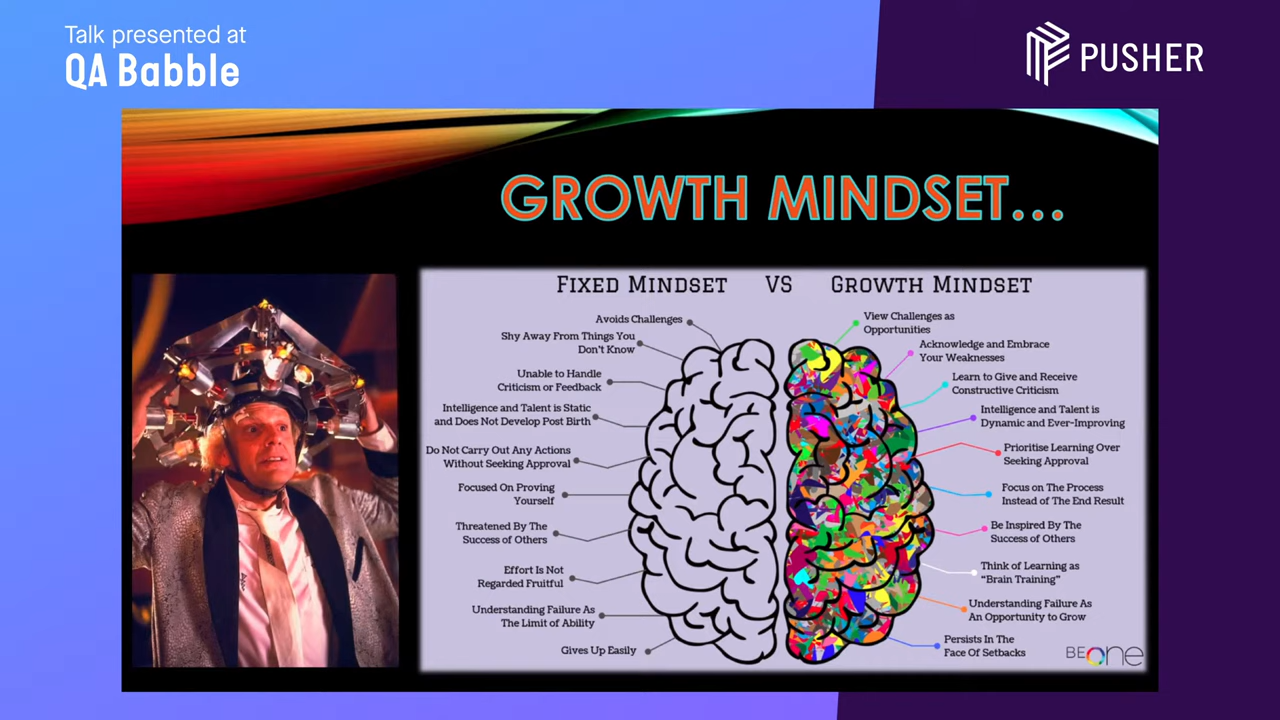 Talk presented at
QA Babble
PUSHER
GROWTH MINDSET...
FIXED MINDSET VS GROWTH MINDSET
Avoids Challenges
Shy Away From Things You
Don't Know
Unable to Handle
Criticism or Feedback
Intelligence and Talent is Static
and Does Not Develop Post Birth
Do Not Carry Out Any Actions
Without Seeking Approval
Focused On Proving
Yourself
Threatened By The
Success of Others
Effort Is Not
Regarded Fruitful
Understanding Failure As
The Limit of Ability
Gives Up Easily
View Challenges as
Opportunities
Acknowledge and Embrace
Your Weaknesses
Learn to Give and Receive
Constructive Criticism
Intelligence and Talent is
Dynamic and Ever-Improving
Prioritise Learning Over
Seeking Approval
Focus on The Process
Instead of The End Result
Be Inspired By The
Success of Others
Think of Learning as
“Brain Training”
Understanding Failure As
An Opportunity to Grow
Persists In The
Face Of Setbacks
BEOne